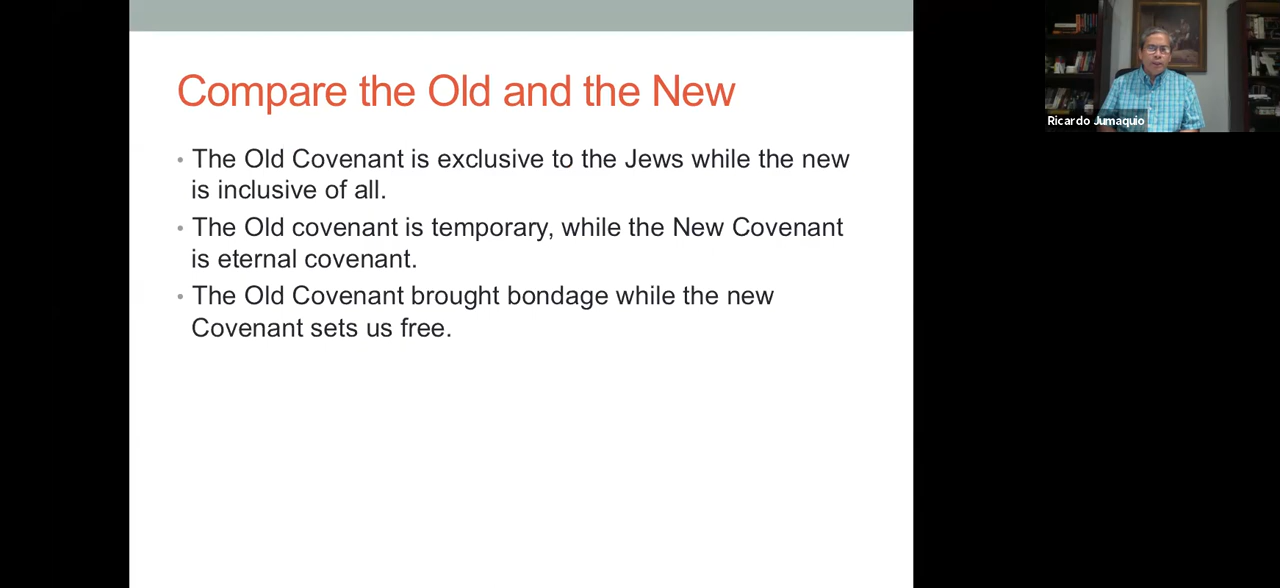 Compare the Old and the New
• The Old Covenant is exclusive to the Jews while the new
is inclusive of all.
• The Old covenant is temporary, while the New Covenant
is eternal covenant.
• The Old Covenant brought bondage while the new
Covenant sets us free.
Ricardo Jumaquio